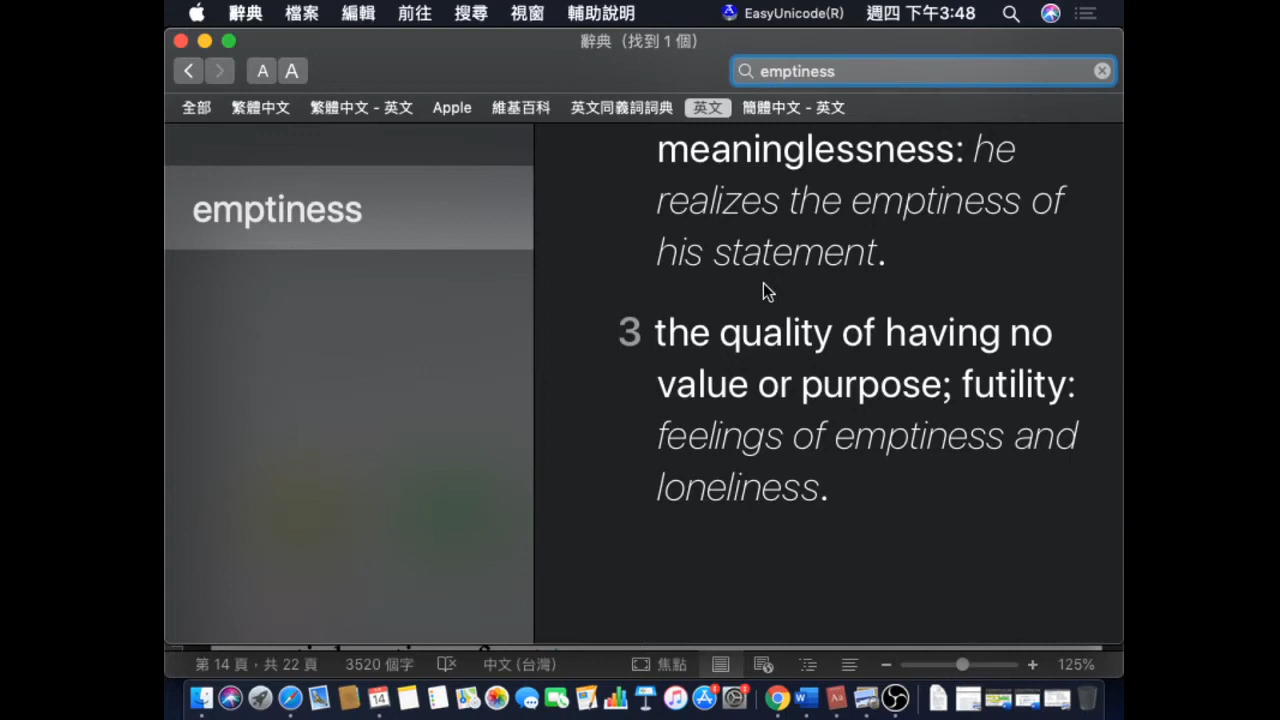 辭典 檔案 編輯 前往 搜尋 視窗 輔助說明 EasyUnicode(R) 週四 下午3:48
辭典（找到 1 個）
A A emptiness
全部 繁體中文 繁體中文 - 英文 Apple 維基百科 英文同義詞詞典 英文 簡體中文 - 英文
emptiness
meaninglessness: he
realizes the emptiness of
his statement.
3 the quality of having no
value or purpose; futility:
feelings of emptiness and
loneliness.
第 14 頁，共 22 頁 3520 個字 中文 (台灣) 焦點 125%
14